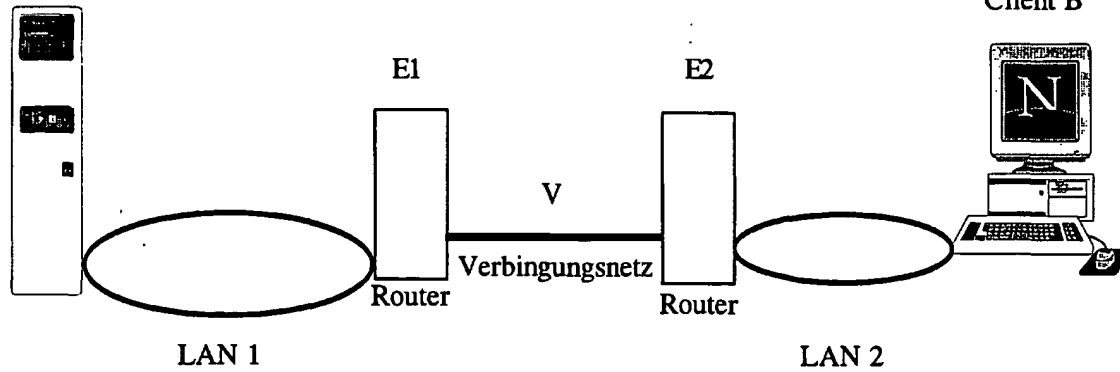 Client B
E1
E2
N
V
Verbingungsnetz
Router
Router
LAN 1
LAN 2